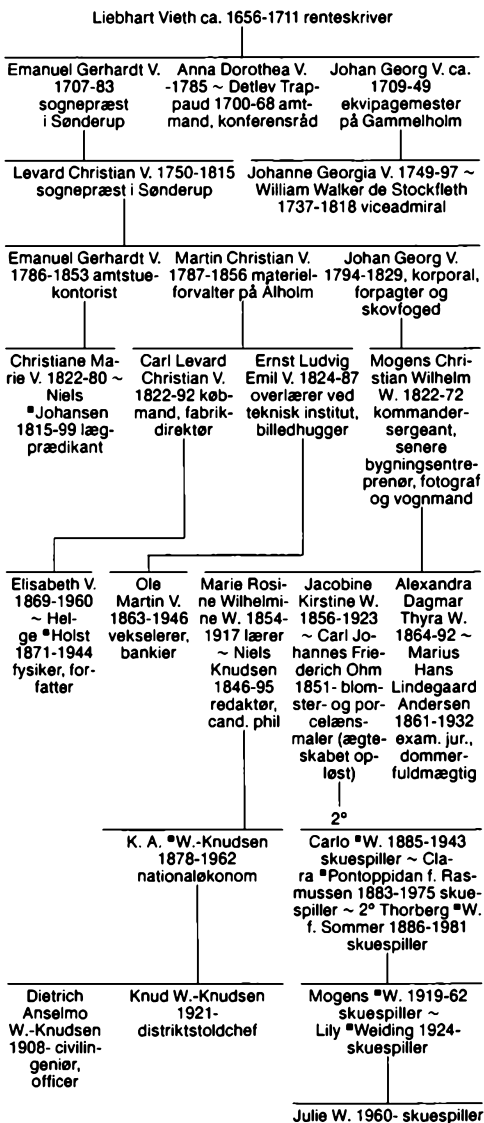 Liebhart Vieth ca. 1656-1711 renteskriver
Emanuel Gerhardt V.
1707-83
sognepræst
i Sønderup
Anna Dorothea V.
-1785 ~ Detlev Trap-
paud 1700-68 amt-
mand, konferensråd
Johan Georg V. ca.
1709-49
ekvipagemester
på Gammelholm
Levard Christian V. 1750-1815
sognepræst i Sønderup
Johanne Georgia V. 1749-97 ~
William Walker de Stockfleth
1737-1818 viceadmiral
Emanuel Gerhardt V.
1786-1853 amtstue-
kontorist
Martin Christian V.
1787-1856 materiel-
forvalter på Ålholm
Johan Georg V.
1794-1829, korporal,
forpagter og
skovfoged
Christiane Ma-
rie V. 1822-80 ~
Niels
▪Johansen
1815-99 læg-
prædikant
Carl Levard
Christian V.
1822-92 køb-
mand, fabrik-
direktør
Ernst Ludvig
Emil V. 1824-87
overlærer ved
teknisk institut,
billedhugger
Mogens Chri-
stian Wilhelm
W. 1822-72
kommander-
sergeant,
senere
bygningsentre-
prenør, fotograf
og vognmand
Elisabeth V.
1869-1960
~ Hel-
ge ▪Holst
1871-1944
fysiker, for-
fatter
Ole
Martin V.
1863-1946
vekselerer,
bankier
Marie Rosi-
ne Wilhelmi-
ne W. 1854-
1917 lærer
~ Niels
Knudsen
1846-95
redaktør,
cand. phil
Jacobine
Kirstine W.
1856-1923
~ Carl Jo-
hannes Frie-
derich Ohm
1851- blom-
ster- og por-
celæns-
maler (ægte-
skabet op-
løst)
Alexandra
Dagmar
Thyra W.
1864-92 ~
Marius
Hans
Lindegaard
Andersen
1861-1932
exam. jur.,
dommer-
fuldmægtig
2°
K. A. ▪W.-Knudsen
1878-1962
nationaløkonom
Carlo ▪W. 1885-1943
skuespiller ~ Cla-
ra ▪Pontoppidan f. Ras-
mussen 1883-1975 skue-
spiller ~ 2° Thorberg ▪W.
f. Sommer 1886-1981
skuespiller
Dietrich
Anselmo
W.-Knudsen
1908- civilin-
geniør,
officer
Knud W.-Knudsen
1921-
distriktstoldchef
Mogens ▪W. 1919-62
skuespiller ~
Lily ▪Weiding 1924-
skuespiller
Julie W. 1960- skuespiller